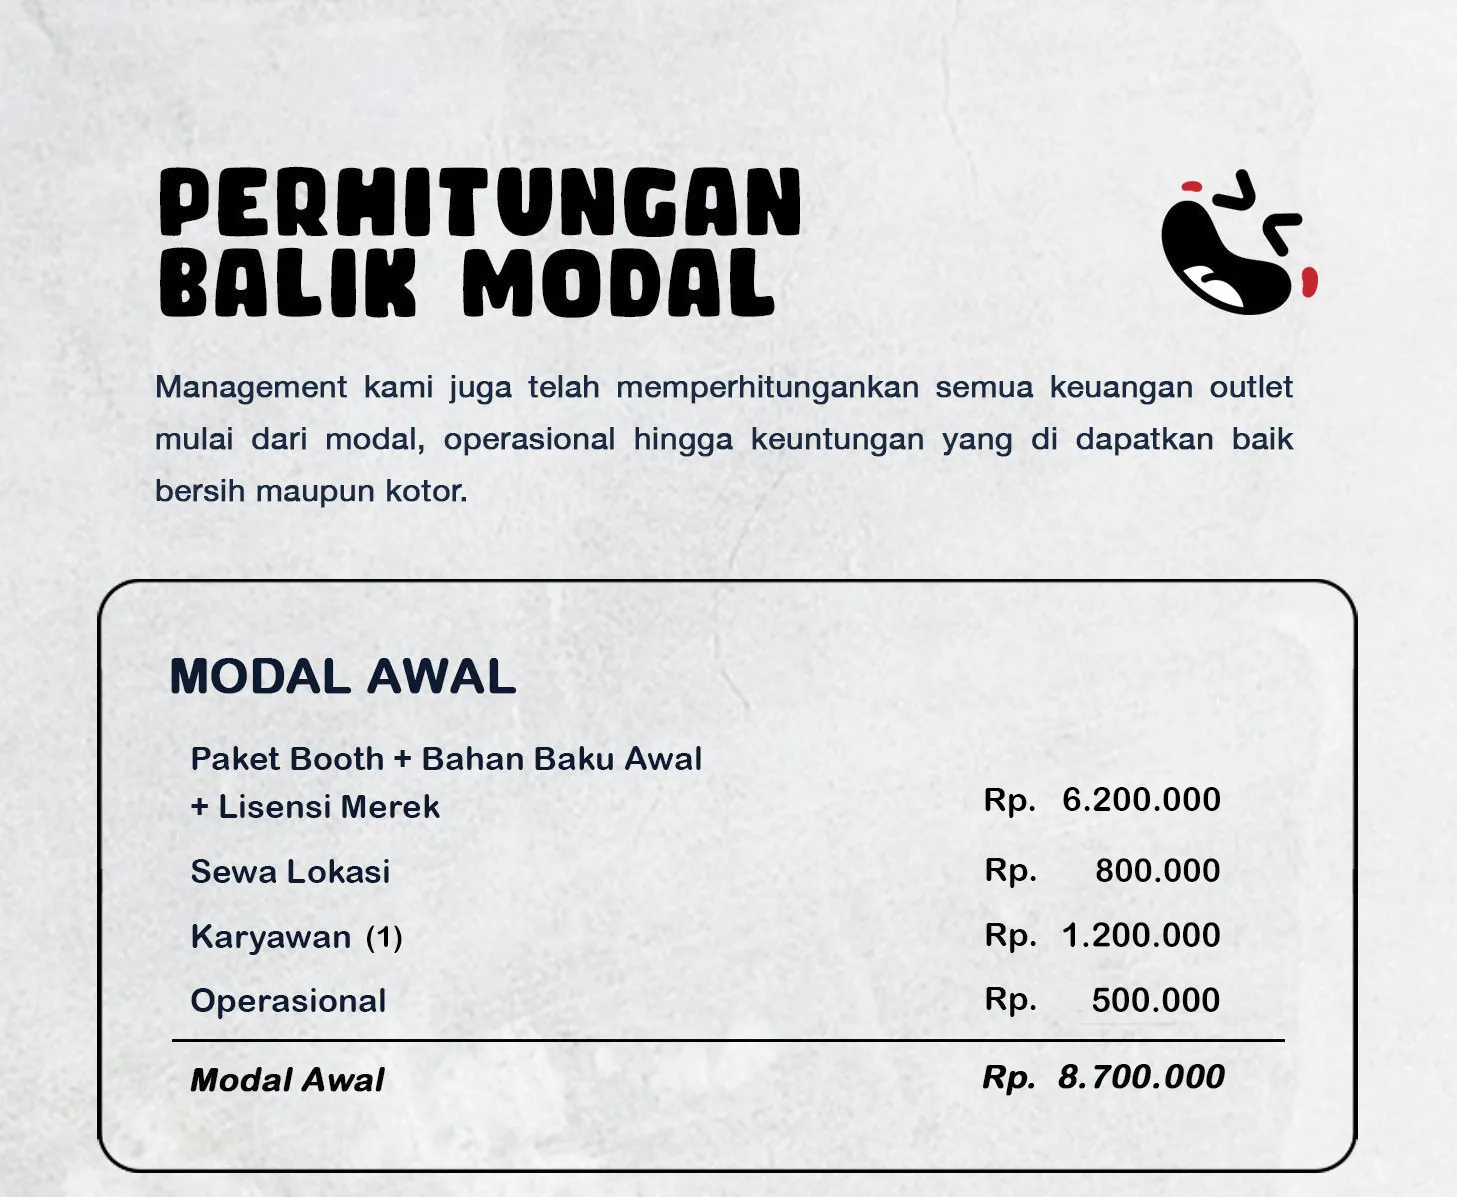 PERHITUNGAN
BALIK MODAL
Management kami juga telah memperhitungankan semua keuangan outlet
mulai dari modal, operasional hingga keuntungan yang di dapatkan baik
bersih maupun kotor.
MODAL AWAL
Paket Booth + Bahan Baku Awal
+ Lisensi Merek Rp. 6.200.000
Sewa Lokasi Rp. 800.000
Karyawan (1) Rp. 1.200.000
Operasional Rp. 500.000
Modal Awal Rp. 8.700.000